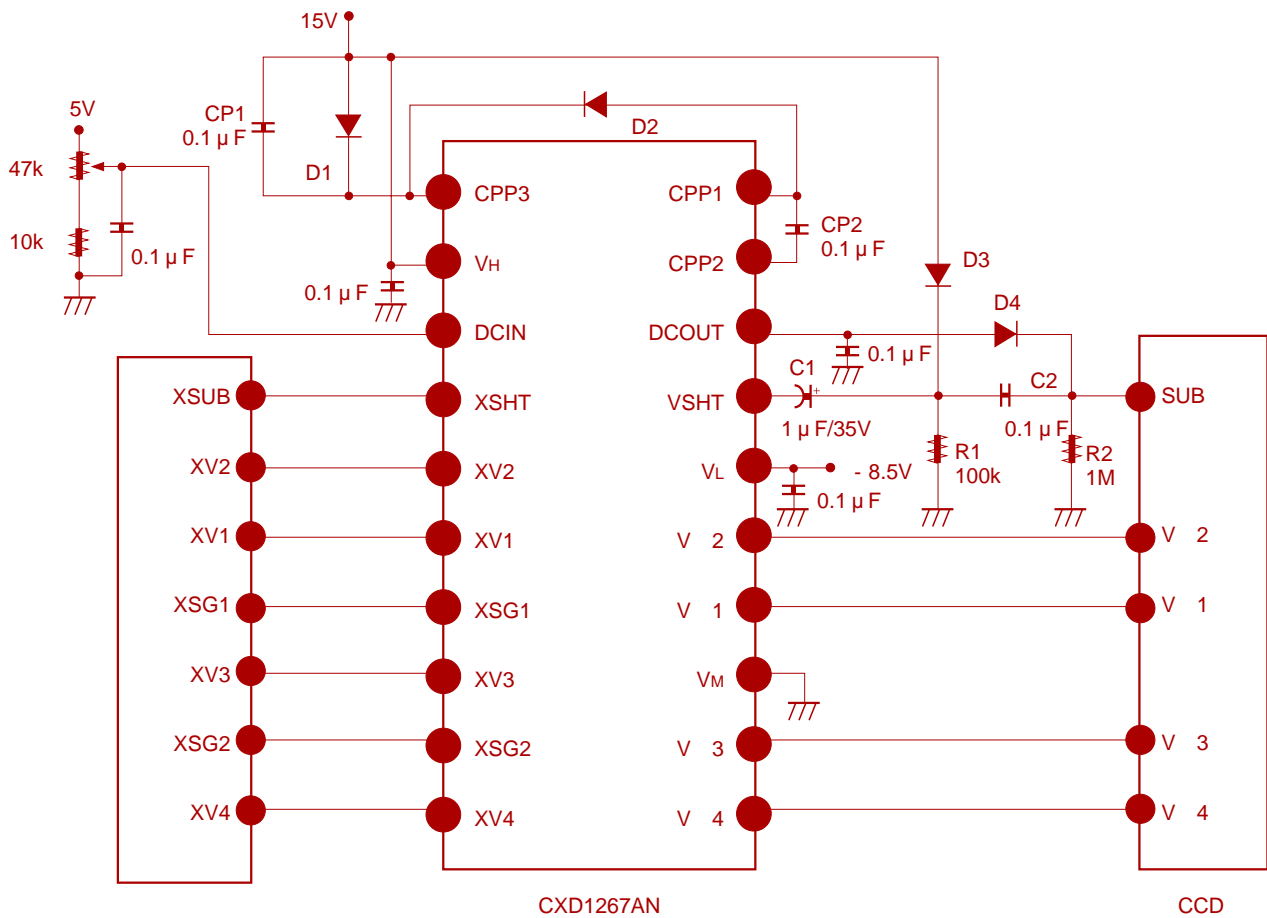 15V
5V
CP1
0.1 µ F
D2
47k
D1
CPP3
CPP1
10k
0.1 µ F
CP2
0.1 µ F
VH
CPP2
D3
0.1 µ F
D4
DCIN
DCOUT
0.1 µ F
C1
C2
XSUB
XSHT
VSHT
+
SUB
1 µ F/35V
0.1 µ F
R1
100k
R2
1M
XV2
XV2
VL
- 8.5V
0.1 µ F
XV1
XV1
V 2
V 2
XSG1
XSG1
V 1
V 1
XV3
XV3
VM
XSG2
XSG2
V 3
V 3
XV4
XV4
V 4
V 4
CXD1267AN
CCD